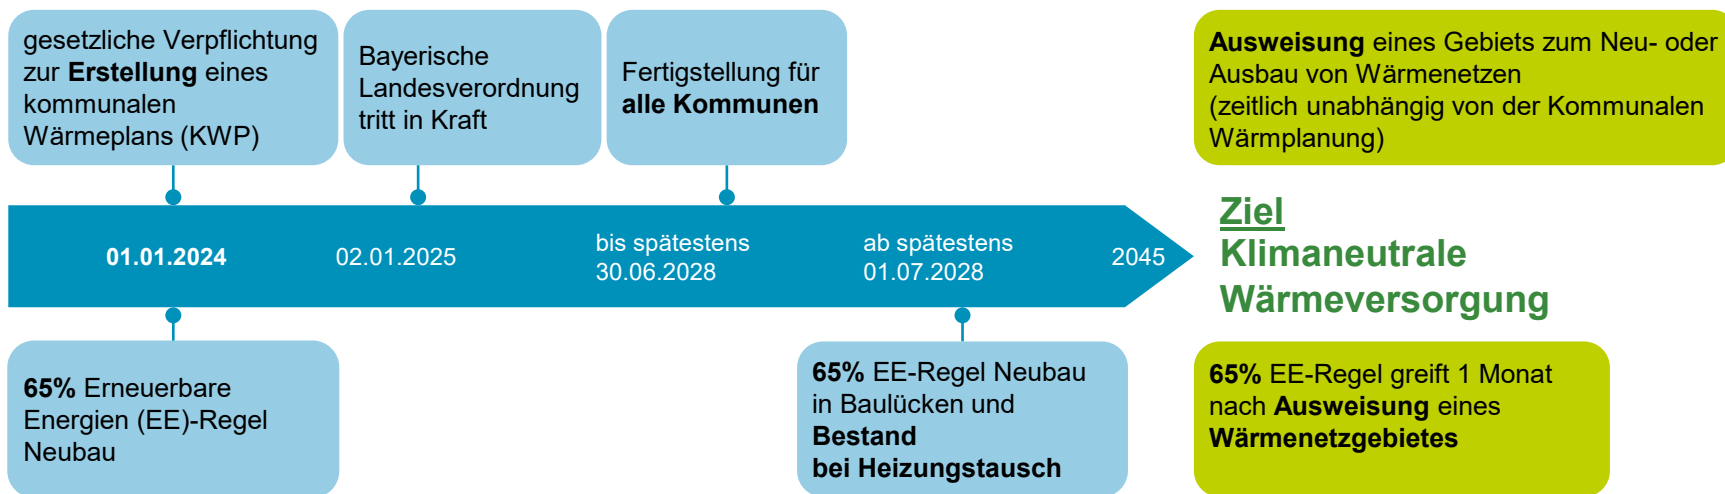 gesetzliche Verpflichtung
zur Erstellung eines
kommunalen
Wärmeplans (KWP)
Bayerische
Landesverordnung
tritt in Kraft
Fertigstellung für
alle Kommunen
Ausweisung eines Gebiets zum Neu- oder
Ausbau von Wärmenetzen
(zeitlich unabhängig von der Kommunalen
Wärmplanung)
01.01.2024
02.01.2025
bis spätestens
30.06.2028
ab spätestens
01.07.2028
2045
Ziel
Klimaneutrale
Wärmeversorgung
65% Erneuerbare
Energien (EE)-Regel
Neubau
65% EE-Regel Neubau
in Baulücken und
Bestand
bei Heizungstausch
65% EE-Regel greift 1 Monat
nach Ausweisung eines
Wärmenetzgebietes